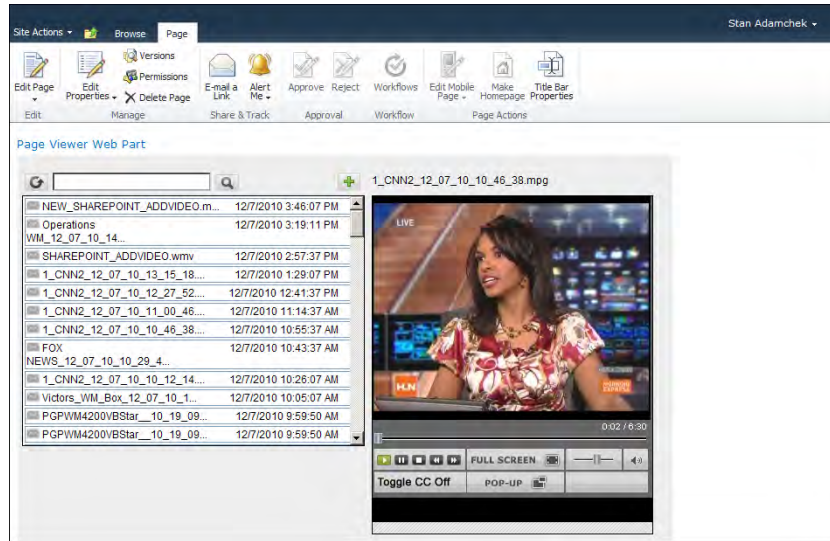 Stan Adamchek
Site Actions Browse Page
Edit Page
Edit Properties
Versions
Permissions
Delete Page
E-mail a Link
Alert Me
Approve Reject
Workflows
Edit Mobile Page
Make Homepage
Title Bar Properties
Edit Manage Share & Track Approval Workflow Page Actions
Page Viewer Web Part
1_CNN2_12_07_10_10_46_38.mpg
NEW_SHAREPOINT_ADDVIDEO.m... 12/7/2010 3:46:07 PM
Operations 12/7/2010 3:19:11 PM
WM_12_07_10_14...
SHAREPOINT_ADDVIDEO.wmv 12/7/2010 2:57:37 PM
1_CNN2_12_07_10_13_15_18.... 12/7/2010 1:29:07 PM
1_CNN2_12_07_10_12_27_52.... 12/7/2010 12:41:37 PM
1_CNN2_12_07_10_11_00_46.... 12/7/2010 11:14:37 AM
1_CNN2_12_07_10_10_46_38.... 12/7/2010 10:55:37 AM
FOX 12/7/2010 10:43:37 AM
NEWS_12_07_10_10_29_4...
1_CNN2_12_07_10_10_12_14.... 12/7/2010 10:26:07 AM
Victors_WM_Box_12_07_10_1... 12/7/2010 10:05:07 AM
PGPWM4200VBStar__10_19_09... 12/7/2010 9:59:50 AM
PGPWM4200VBStar__10_19_09... 12/7/2010 9:59:50 AM
LIVE
HLN
MORNING EXPRESS
0:02 / 6:30
FULL SCREEN
Toggle CC Off POP-UP